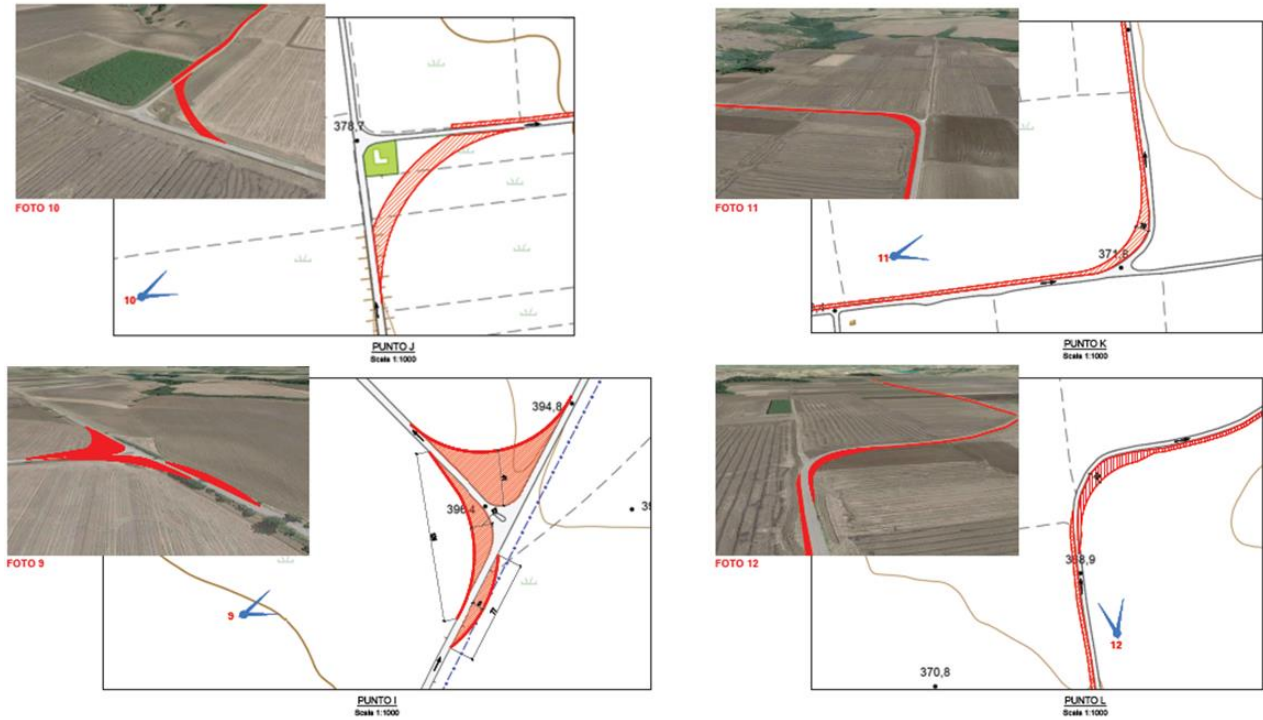 378,7
FOTO 10
10
PUNTO J
Scala 1:1000
FOTO 11
11
371,8
PUNTO K
Scala 1:1000
394,8
396,4
FOTO 9
9
77
PUNTO I
Scala 1:1000
FOTO 12
368,9
12
370,8
PUNTO L
Scala 1:1000